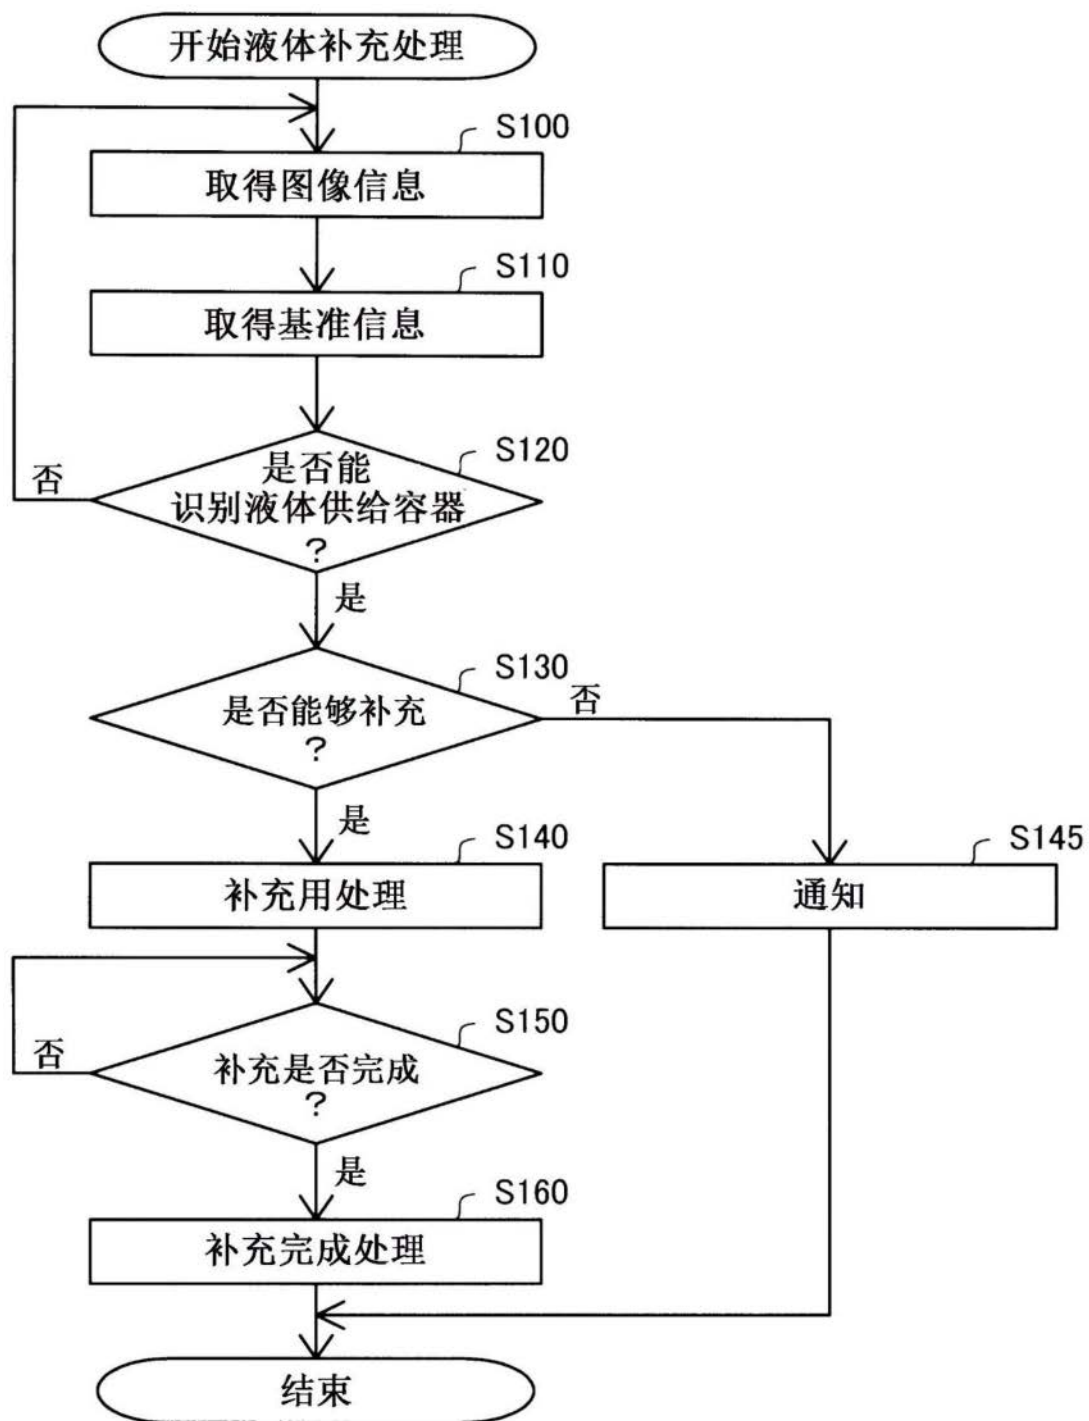 开始液体补充处理
S100
取得图像信息
S110
取得基准信息
S120
是否能
识别液体供给容器
?
否
是
S130
是否能够补充
?
否
是
S140
补充用处理
S145
通知
S150
补充是否完成
?
否
是
S160
补充完成处理
结束